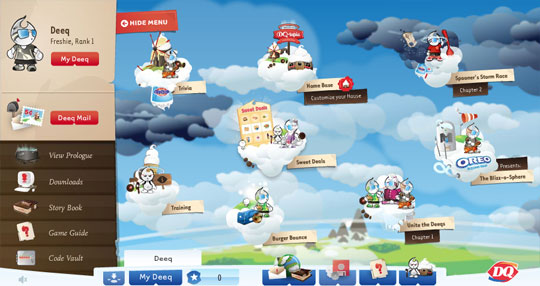 Deeq
Freshie, Rank 1
My Deeq
Deeq Mail
View Prologue
Downloads
Story Book
Game Guide
Code Vault
HIDE MENU
Trivia
DQ-topia
Home Base
Customize your House
Spooner's Storm Race
Chapter 2
Sweet Deals
Sweet Deals
OREO
Presents:
The Blizz-o-Sphere
Training
Burger Bounce
Unite the Deeqs
Chapter 1
Deeq
My Deeq
0
DQ